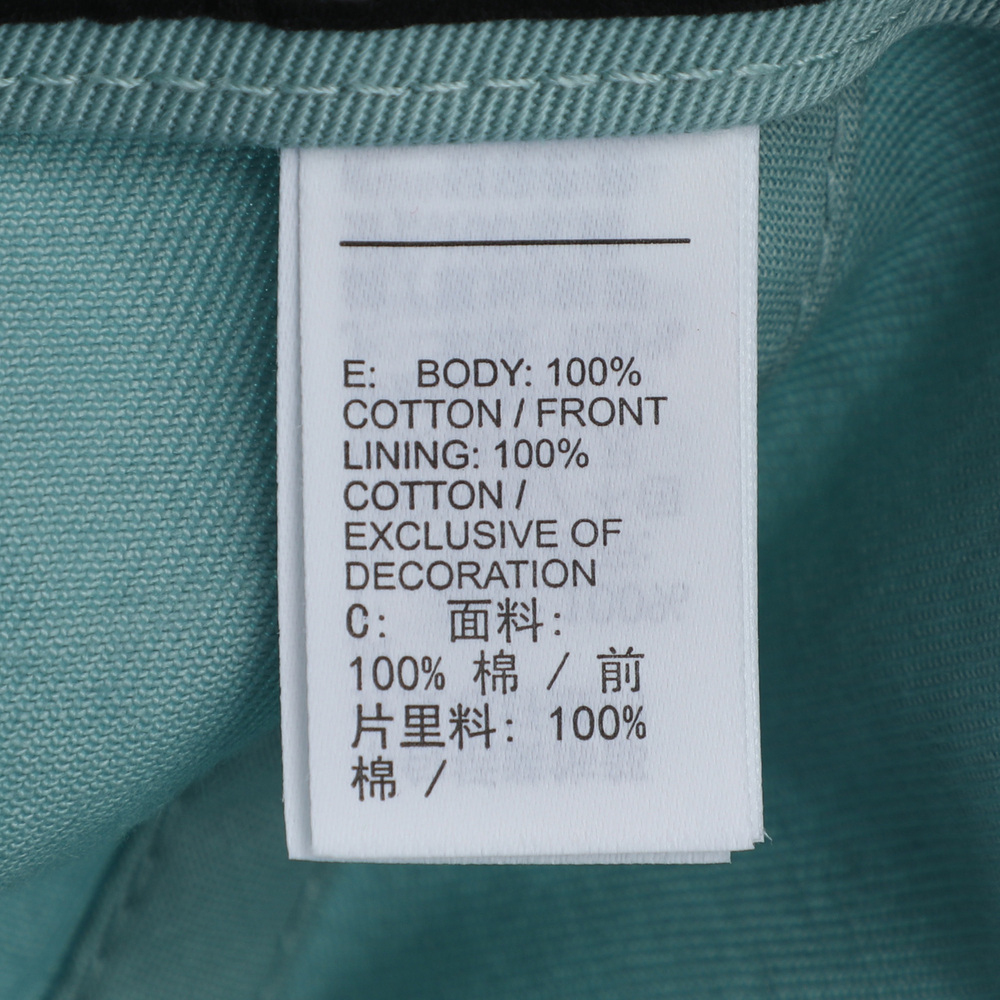 E: BODY: 100%
COTTON / FRONT
LINING: 100%
COTTON /
EXCLUSIVE OF
DECORATION
C: 面料:
100% 棉 / 前
片里料: 100%
棉 /